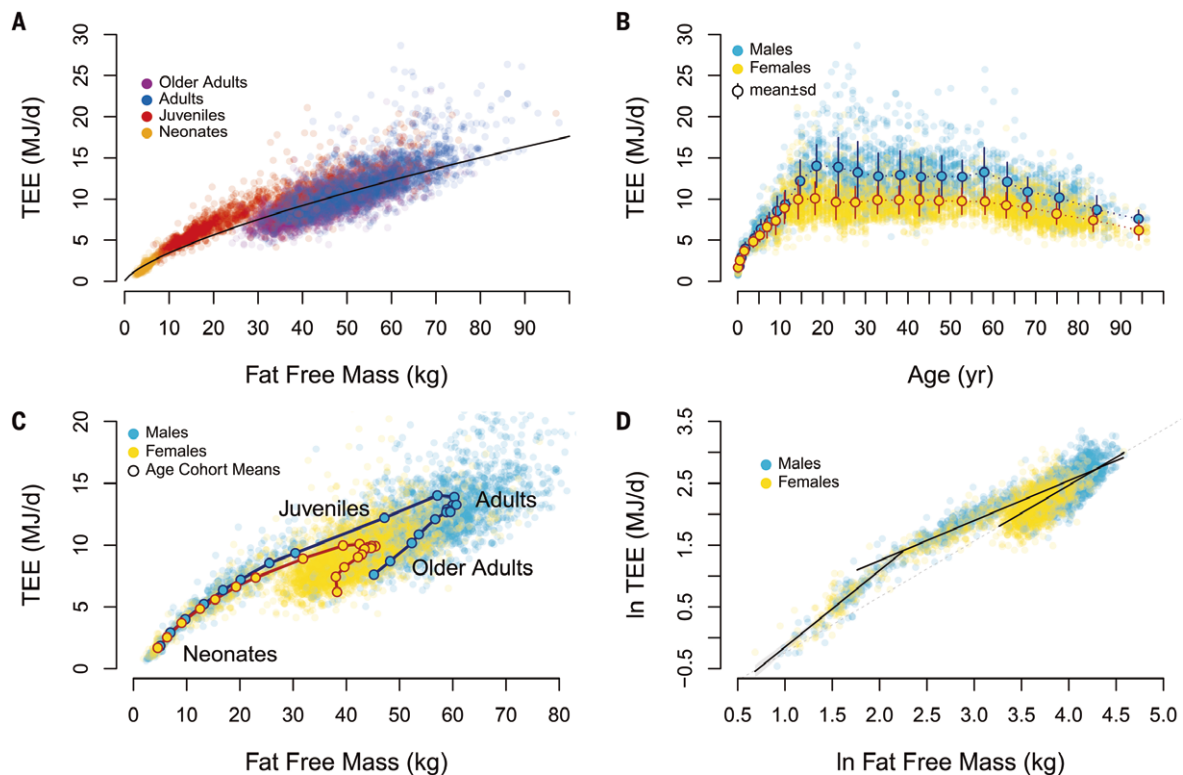 A
TEE (MJ/d)
30
25
20
15
10
5
0
Older Adults
Adults
Juveniles
Neonates
0 10 20 30 40 50 60 70 80 90
Fat Free Mass (kg)
B
TEE (MJ/d)
30
25
20
15
10
5
0
Males
Females
mean±sd
0 10 20 30 40 50 60 70 80 90
Age (yr)
C
TEE (MJ/d)
20
15
10
5
0
Males
Females
Age Cohort Means
Juveniles
Adults
Older Adults
Neonates
0 10 20 30 40 50 60 70 80
Fat Free Mass (kg)
D
ln TEE (MJ/d)
3.5
2.5
1.5
0.5
−0.5
Males
Females
0.5 1.0 1.5 2.0 2.5 3.0 3.5 4.0 4.5 5.0
ln Fat Free Mass (kg)